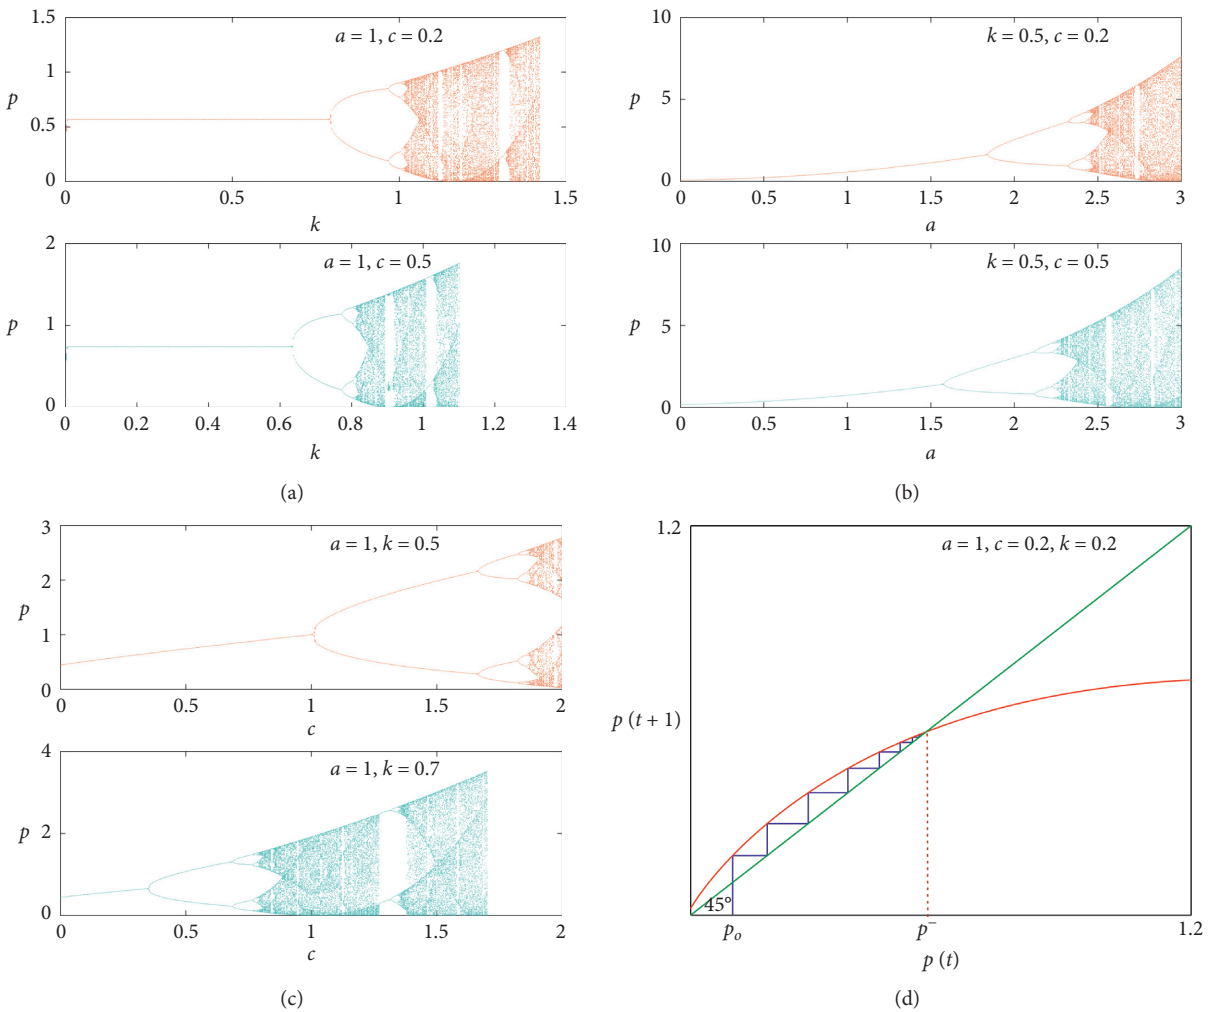 1.5
1
0.5
0
p
a = 1, c = 0.2
0 0.5 1 1.5
k
2
1
0
p
a = 1, c = 0.5
0 0.2 0.4 0.6 0.8 1 1.2 1.4
k
(a)
10
5
0
p
k = 0.5, c = 0.2
0 0.5 1 1.5 2 2.5 3
a
10
5
0
p
k = 0.5, c = 0.5
0 0.5 1 1.5 2 2.5 3
a
(b)
3
2
1
0
p
a = 1, k = 0.5
0 0.5 1 1.5 2
c
4
2
0
p
a = 1, k = 0.7
0 0.5 1 1.5 2
c
(c)
1.2
a = 1, c = 0.2, k = 0.2
p (t + 1)
45°
p₀ p⁻ 1.2
p (t)
(d)